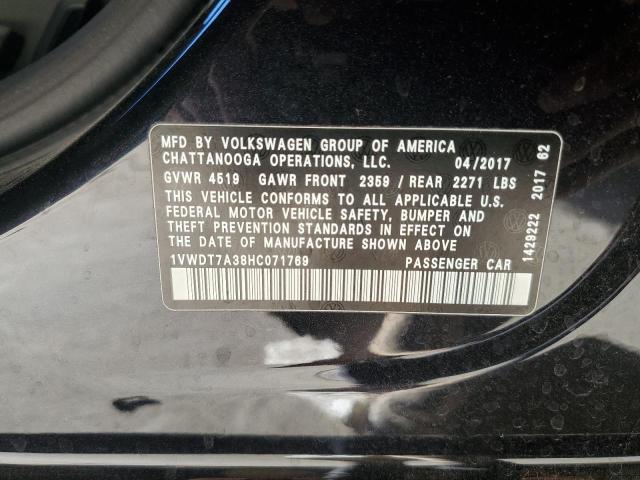 MFD BY VOLKSWAGEN GROUP OF AMERICA
CHATTANOOGA OPERATIONS, LLC. 04/2017
GVWR 4519 GAWR FRONT 2359 / REAR 2271 LBS
THIS VEHICLE CONFORMS TO ALL APPLICABLE U.S.
FEDERAL MOTOR VEHICLE SAFETY, BUMPER AND
THEFT PREVENTION STANDARDS IN EFFECT ON
THE DATE OF MANUFACTURE SHOWN ABOVE
1VWDT7A38HC071769 PASSENGER CAR
1429222 2017 62